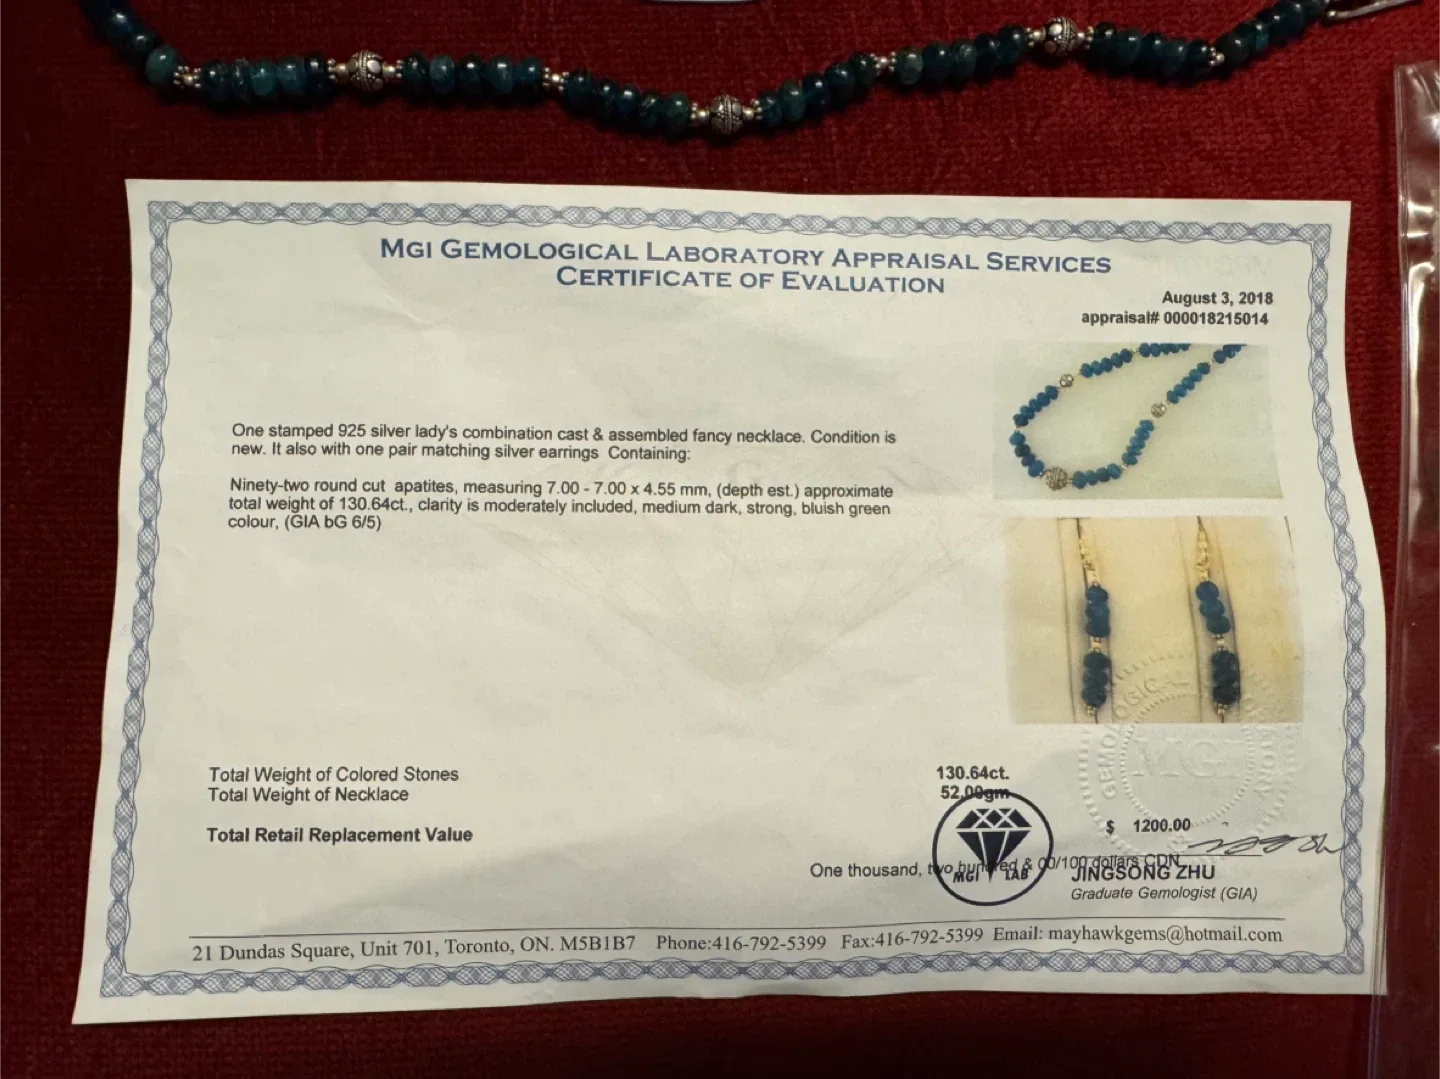 MGI GEMOLOGICAL LABORATORY APPRAISAL SERVICES
CERTIFICATE OF EVALUATION
August 3, 2018
appraisal# 000018215014
One stamped 925 silver lady's combination cast & assembled fancy necklace. Condition is
new. It also with one pair matching silver earrings Containing:
Ninety-two round cut apatites, measuring 7.00 - 7.00 x 4.55 mm, (depth est.) approximate
total weight of 130.64ct., clarity is moderately included, medium dark, strong, bluish green
colour, (GIA bG 6/5)
Total Weight of Colored Stones 130.64ct.
Total Weight of Necklace 52.00gm
Total Retail Replacement Value $ 1200.00
One thousand, two hundred & 00/100 dollars CDN
MGI LAB
JINGSONG ZHU
Graduate Gemologist (GIA)
GEMOLOGICAL
MGI
21 Dundas Square, Unit 701, Toronto, ON. M5B1B7 Phone:416-792-5399 Fax:416-792-5399 Email: mayhawkgems@hotmail.com